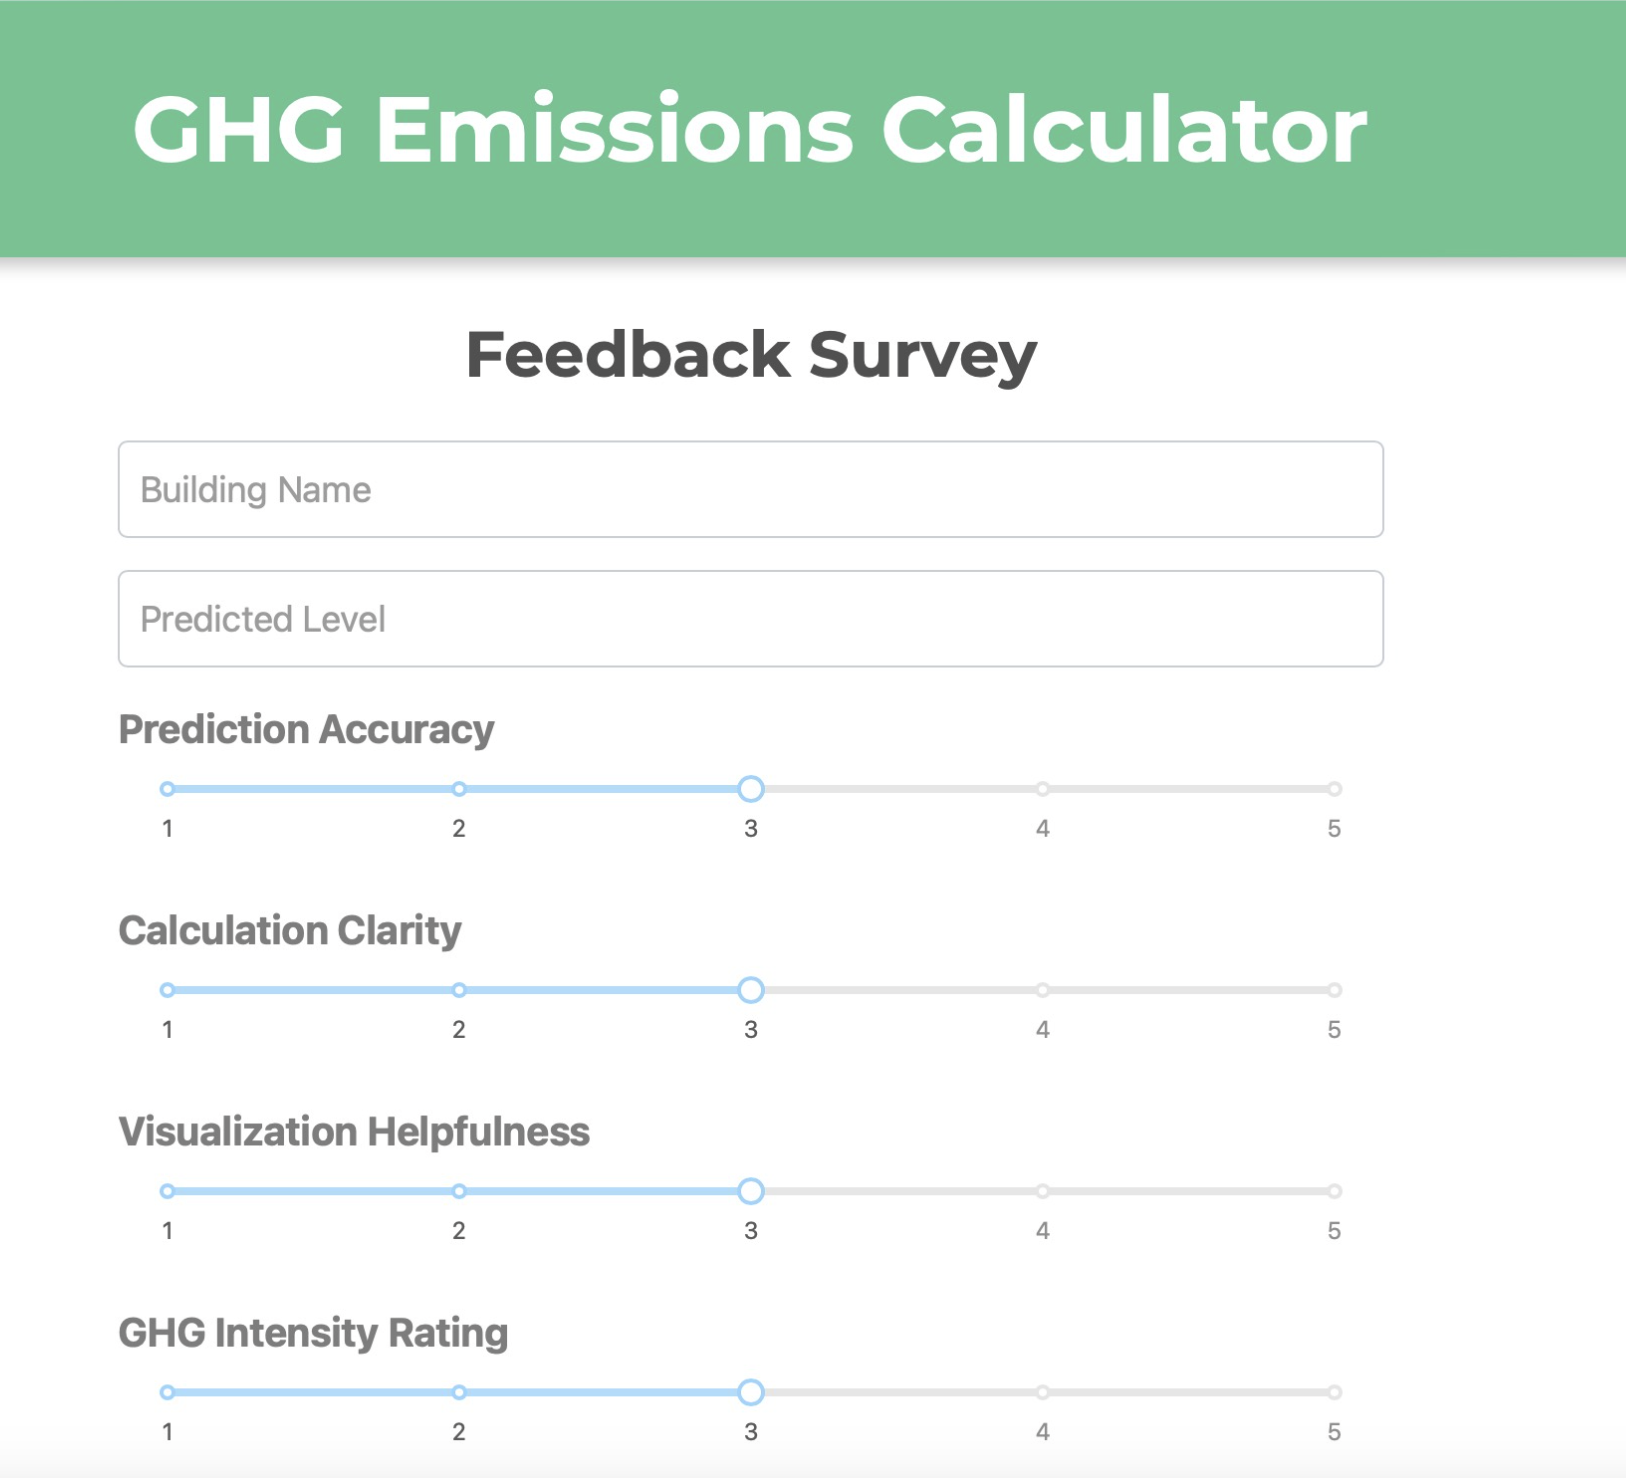 GHG Emissions Calculator
Feedback Survey
Building Name
Predicted Level
Prediction Accuracy
1 2 3 4 5
Calculation Clarity
1 2 3 4 5
Visualization Helpfulness
1 2 3 4 5
GHG Intensity Rating
1 2 3 4 5